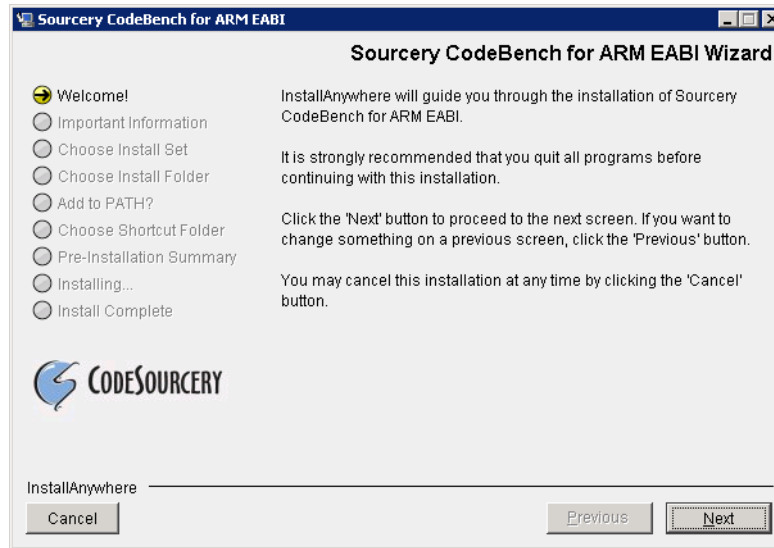 Sourcery CodeBench for ARM EABI
Sourcery CodeBench for ARM EABI Wizard
Welcome!
Important Information
Choose Install Set
Choose Install Folder
Add to PATH?
Choose Shortcut Folder
Pre-Installation Summary
Installing...
Install Complete
InstallAnywhere will guide you through the installation of Sourcery
CodeBench for ARM EABI.
It is strongly recommended that you quit all programs before
continuing with this installation.
Click the 'Next' button to proceed to the next screen. If you want to
change something on a previous screen, click the 'Previous' button.
You may cancel this installation at any time by clicking the 'Cancel'
button.
CODESOURCERY
InstallAnywhere
Cancel
Previous
Next